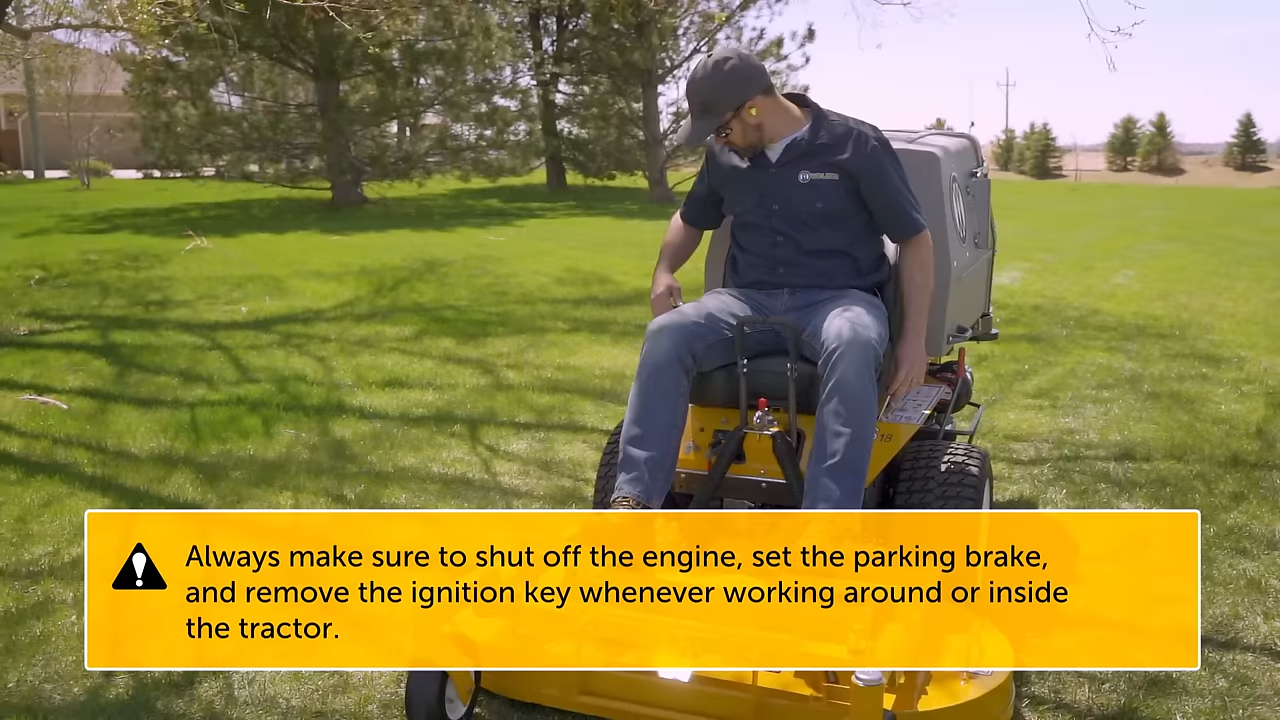 Always make sure to shut off the engine, set the parking brake,
and remove the ignition key whenever working around or inside
the tractor.
18